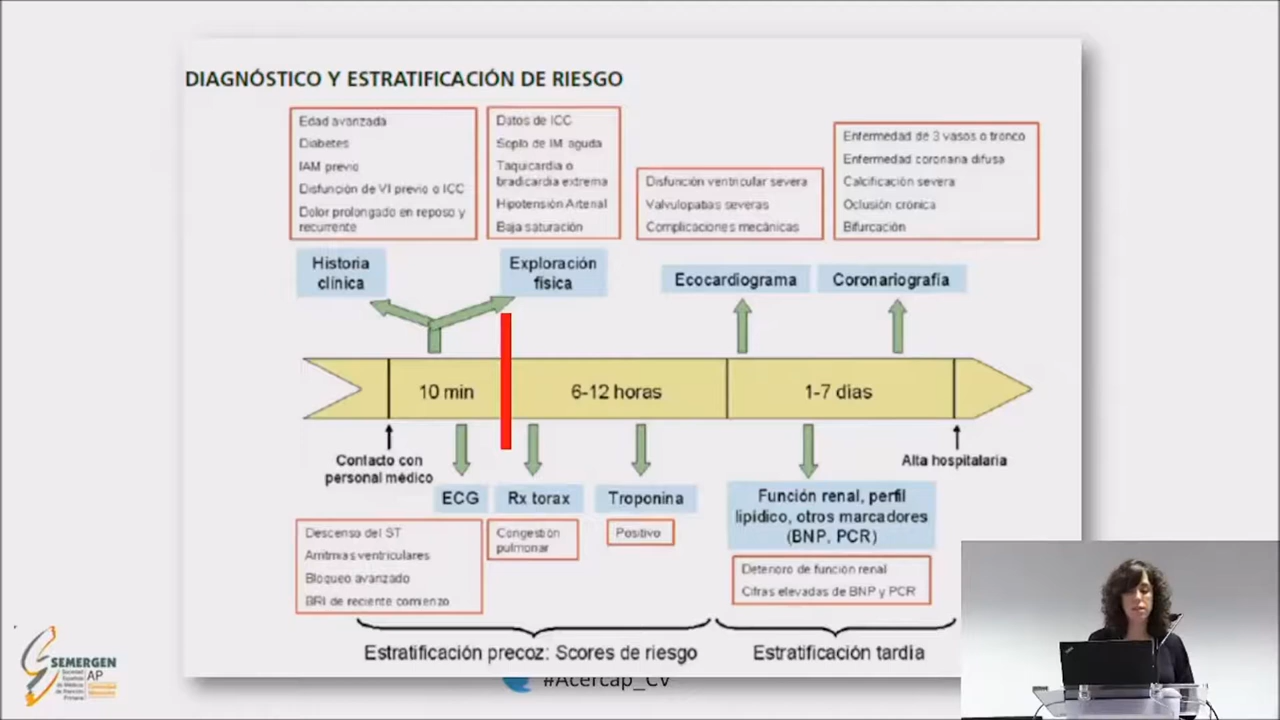 DIAGNÓSTICO Y ESTRATIFICACIÓN DE RIESGO
Edad avanzada
Diabetes
IAM previo
Disfunción de VI previo o ICC
Dolor prolongado en reposo y
recurrente
Datos de ICC
Soplo de IM aguda
Taquicardia o
bradicardia extrema
Hipotensión Arterial
Baja saturación
Disfunción ventricular severa
Valvulopatías severas
Complicaciones mecánicas
Enfermedad de 3 vasos o tronco
Enfermedad coronaria difusa
Calcificación severa
Oclusión crónica
Bifurcación
Historia
clínica
Exploración
física
Ecocardiograma
Coronariografía
10 min
6-12 horas
1-7 días
Contacto con
personal médico
Alta hospitalaria
ECG
Rx torax
Troponina
Función renal, perfil
lipídico, otros marcadores
(BNP, PCR)
Descenso del ST
Arritmias ventriculares
Bloqueo avanzado
BRI de reciente comienzo
Congestión
pulmonar
Positivo
Deterioro de función renal
Cifras elevadas de BNP y PCR
Estratificación precoz: Scores de riesgo
Estratificación tardía
#Acercap_CV
SEMERGEN
AP